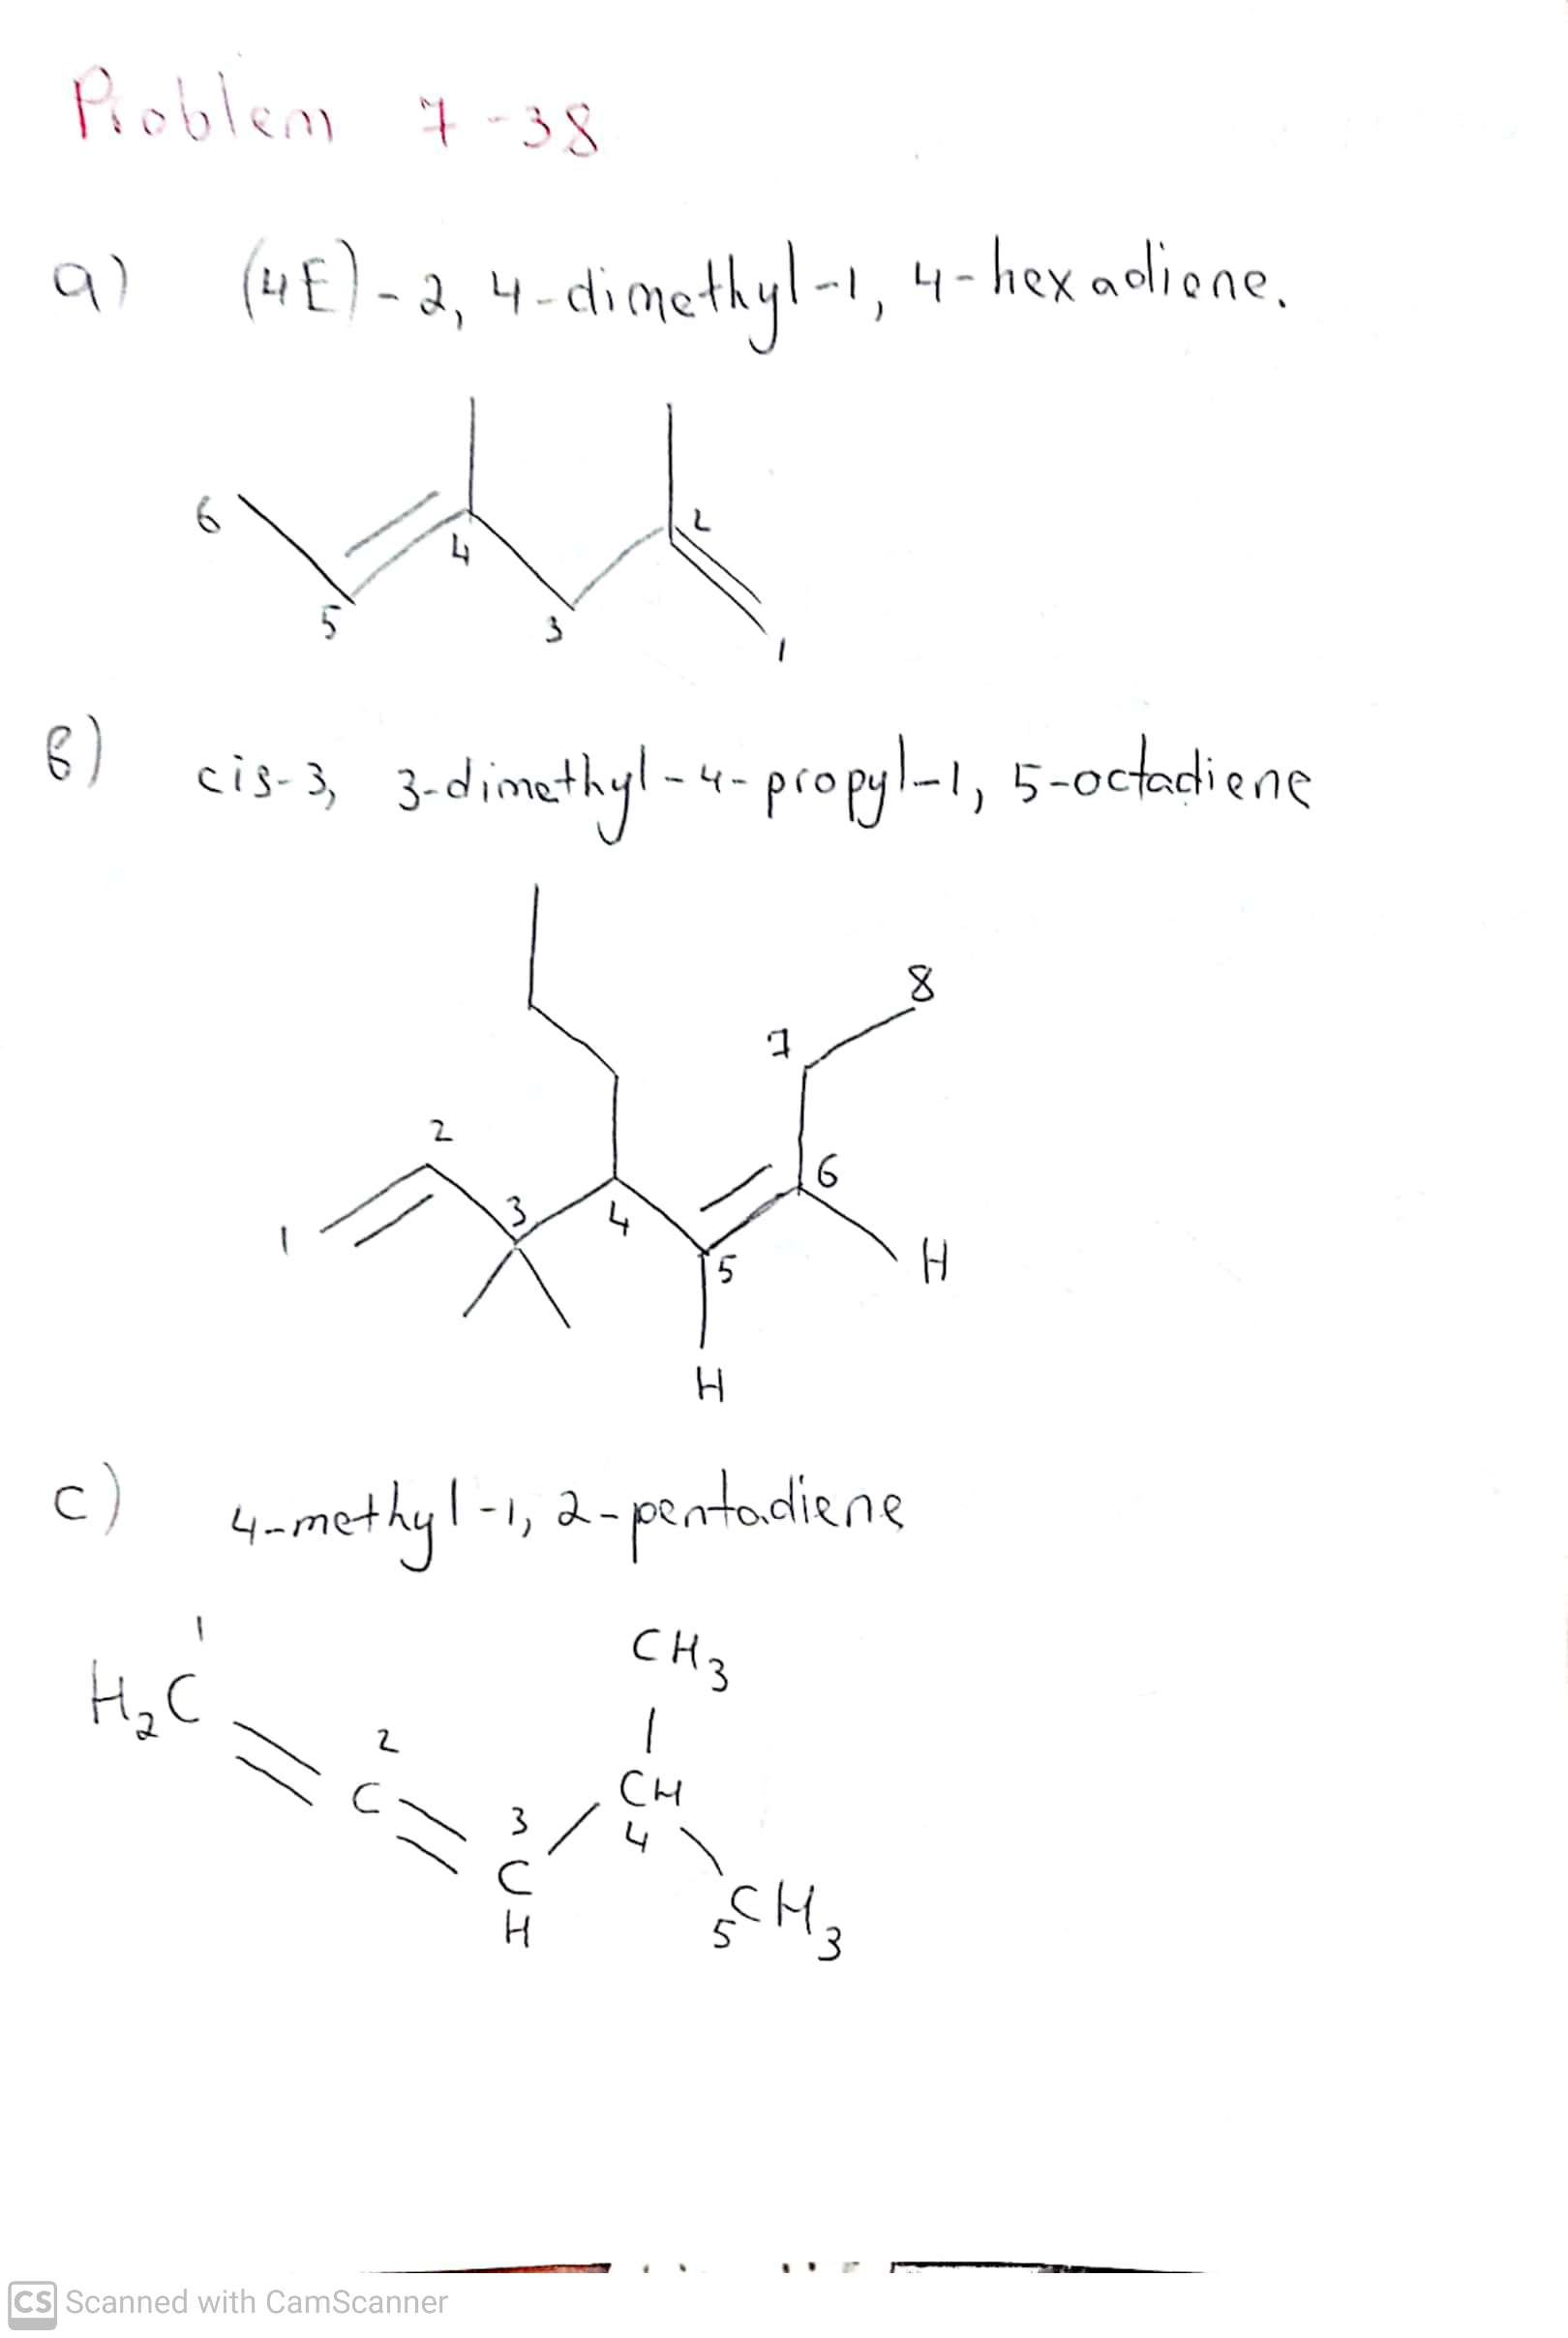 Problem 7-38
a) (4E)-2, 4-dimethyl-1, 4-hexadiene.
6
2
4
5
3
1
b) cis-3, 3-dimethyl-4-propyl-1, 5-octadiene
8
7
2
6
3
4
1
5
H
H
c) 4-methyl-1, 2-pentadiene
1
CH3
H2C
2
C
CH
3
4
C
H
5
CH3
CS Scanned with CamScanner